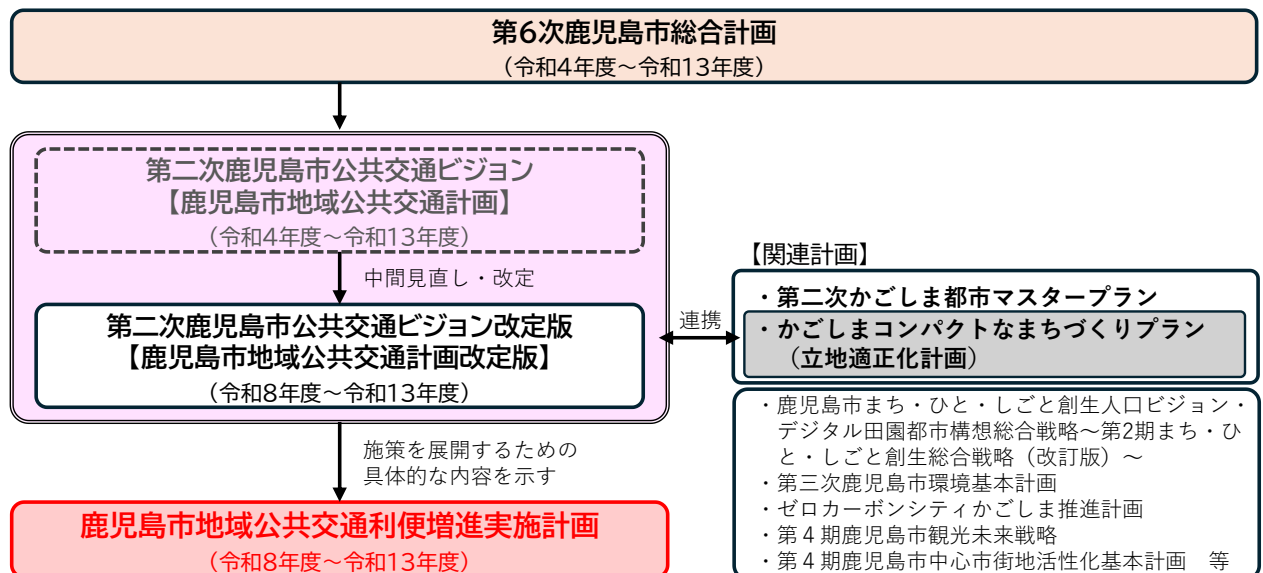 第6次鹿児島市総合計画
（令和4年度～令和13年度）
第二次鹿児島市公共交通ビジョン
【鹿児島市地域公共交通計画】
（令和4年度～令和13年度）
中間見直し・改定
第二次鹿児島市公共交通ビジョン改定版
【鹿児島市地域公共交通計画改定版】
（令和8年度～令和13年度）
施策を展開するための
具体的な内容を示す
鹿児島市地域公共交通利便増進実施計画
（令和8年度～令和13年度）
連携
【関連計画】
・第二次かごしま都市マスタープラン
・かごしまコンパクトなまちづくりプラン
（立地適正化計画）
・鹿児島市まち・ひと・しごと創生人口ビジョン・
デジタル田園都市構想総合戦略～第2期まち・ひ
と・しごと創生総合戦略（改訂版）～
・第三次鹿児島市環境基本計画
・ゼロカーボンシティかごしま推進計画
・第４期鹿児島市観光未来戦略
・第４期鹿児島市中心市街地活性化基本計画　等